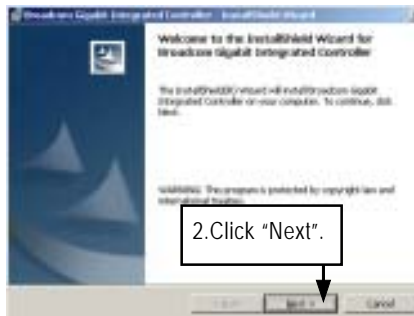 Broadcom Gigabit Integrated Controller - InstallShield Wizard
Welcome to the InstallShield Wizard for
Broadcom Gigabit Integrated Controller
The InstallShield(R) Wizard will install Broadcom Gigabit
Integrated Controller on your computer. To continue, click
Next.
WARNING: This program is protected by copyright law and
international treaties.
2.Click “Next”.
Next >
Cancel